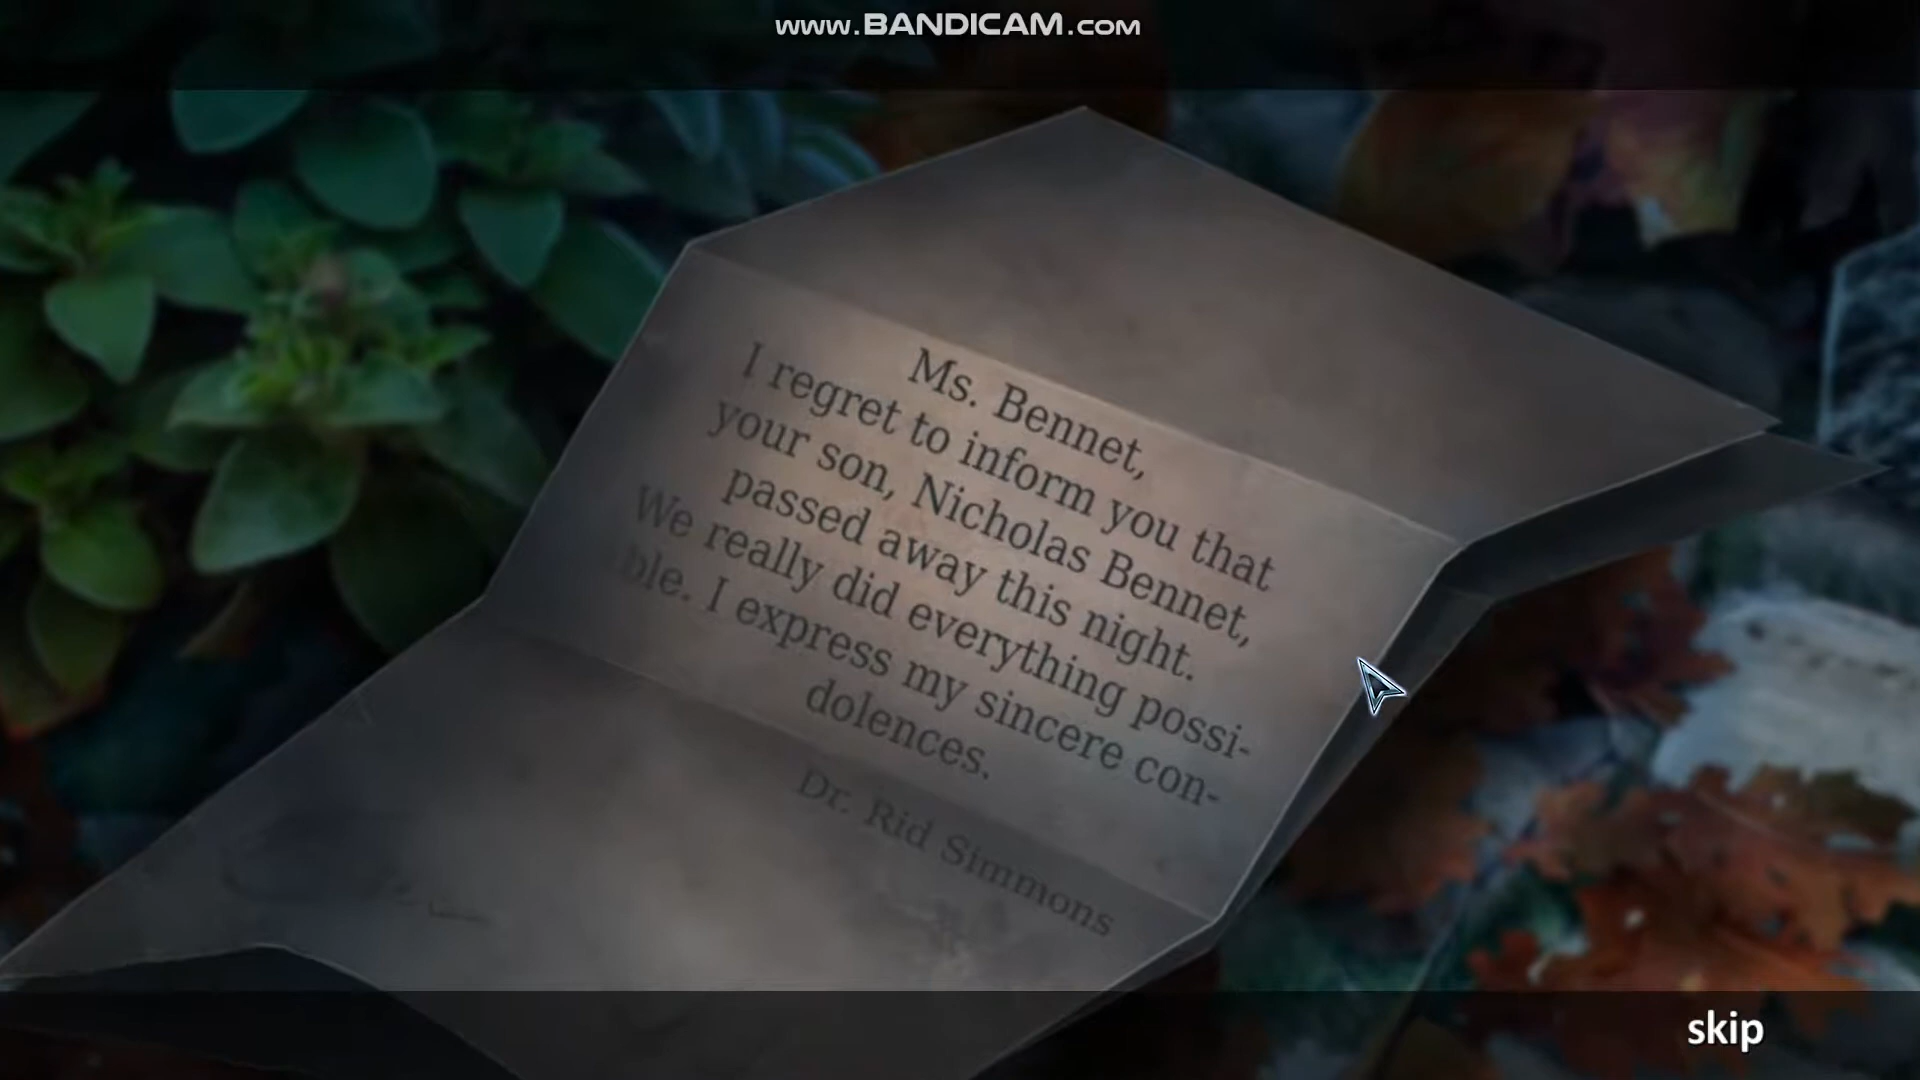 www.BANDICAM.com
Ms. Bennet,
I regret to inform you that
your son, Nicholas Bennet,
passed away this night.
We really did everything possi-
ble. I express my sincere con-
dolences.
Dr. Rid Simmons
skip